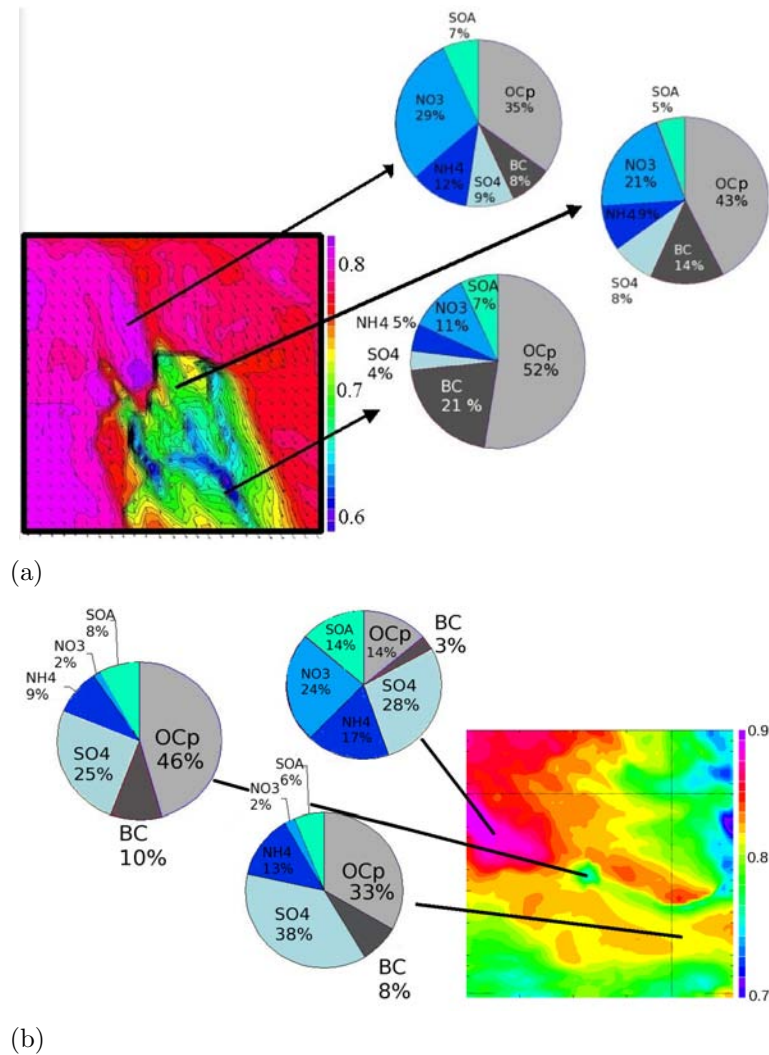 SOA
7%
NO3
29%
OCp
35%
NH4
12%
SO4
9%
BC
8%
SOA
5%
NO3
21%
OCp
43%
NH4 9%
BC
14%
SO4
8%
SOA
7%
NO3
11%
NH4 5%
SO4
4%
OCp
52%
BC
21 %
0.8
0.7
0.6
(a)
SOA
8%
NO3
2%
NH4
9%
SO4
25%
OCp
46%
BC
10%
SOA
14%
OCp
14%
BC
3%
NO3
24%
SO4
28%
NH4
17%
SOA
6%
NO3
2%
NH4
13%
OCp
33%
SO4
38%
BC
8%
0.9
0.8
0.7
(b)